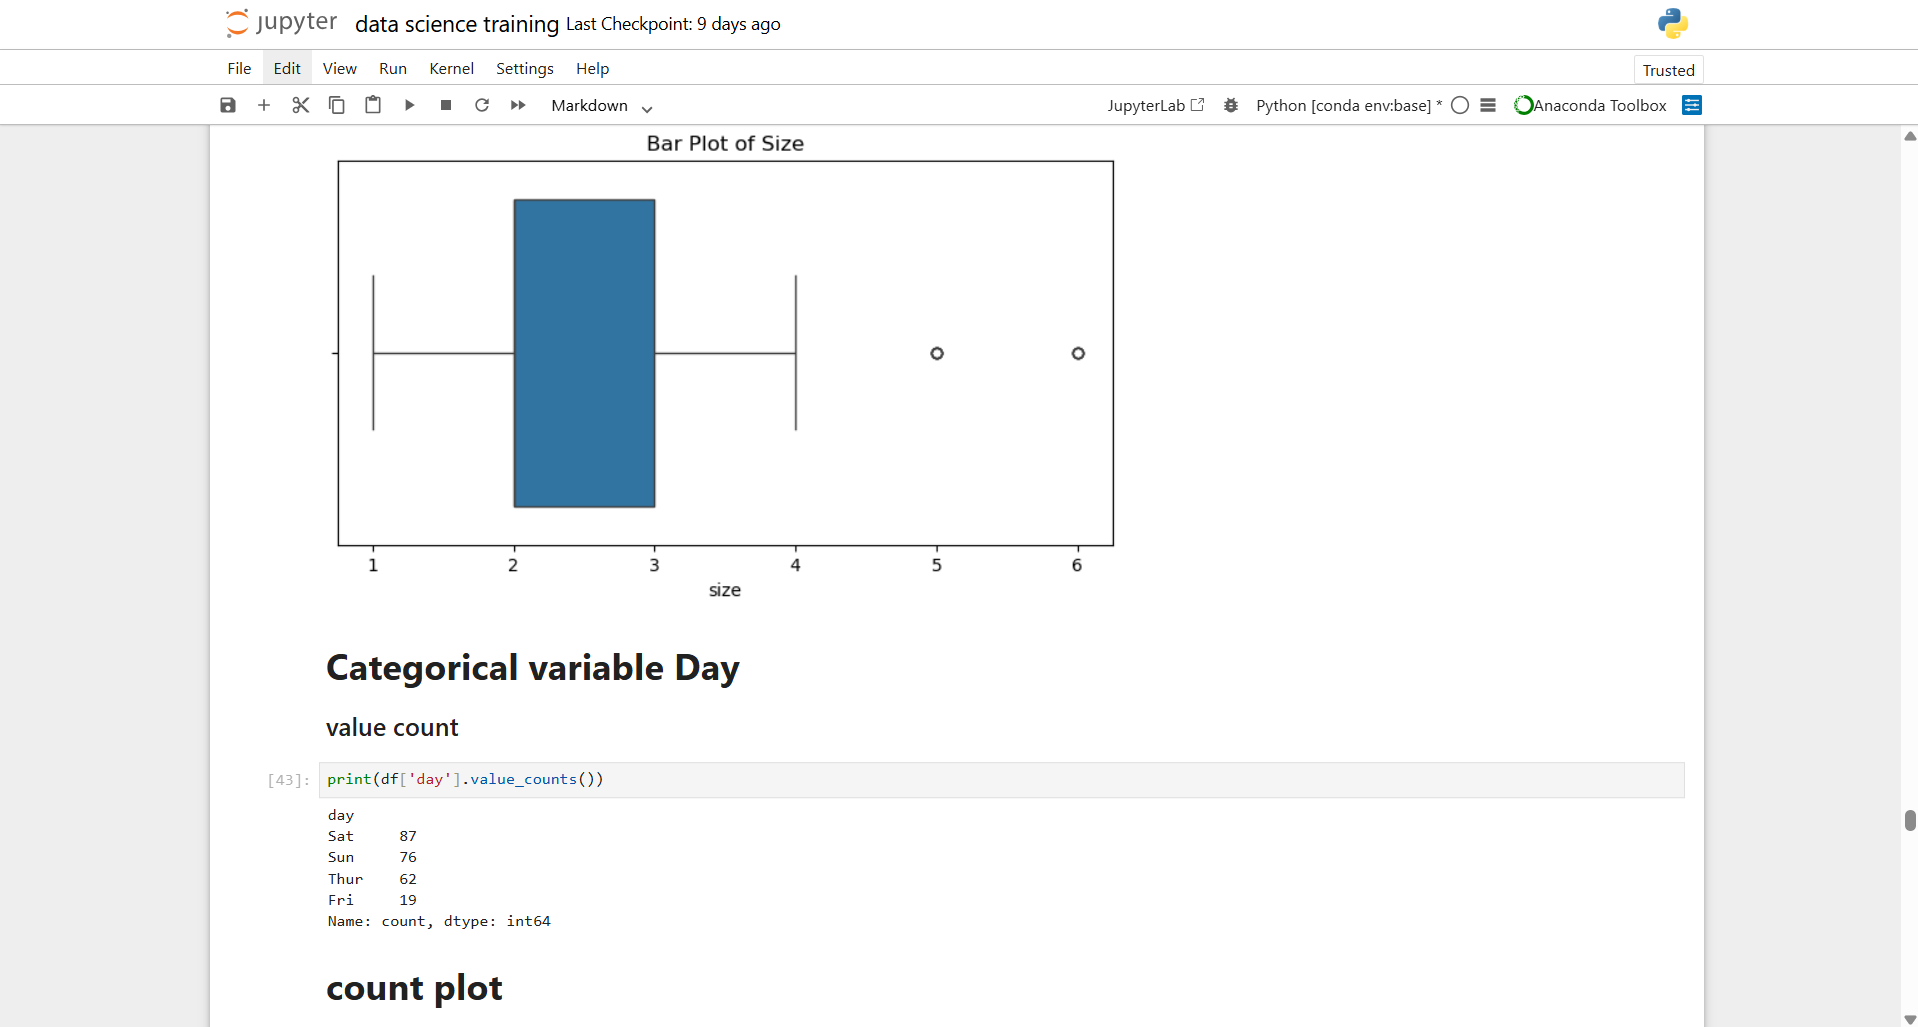 jupyter data science training Last Checkpoint: 9 days ago
File Edit View Run Kernel Settings Help Trusted
Markdown JupyterLab Python [conda env:base] * Anaconda Toolbox
Bar Plot of Size
1 2 3 4 5 6
size
Categorical variable Day
value count
[43]: print(df['day'].value_counts())
day
Sat 87
Sun 76
Thur 62
Fri 19
Name: count, dtype: int64
count plot